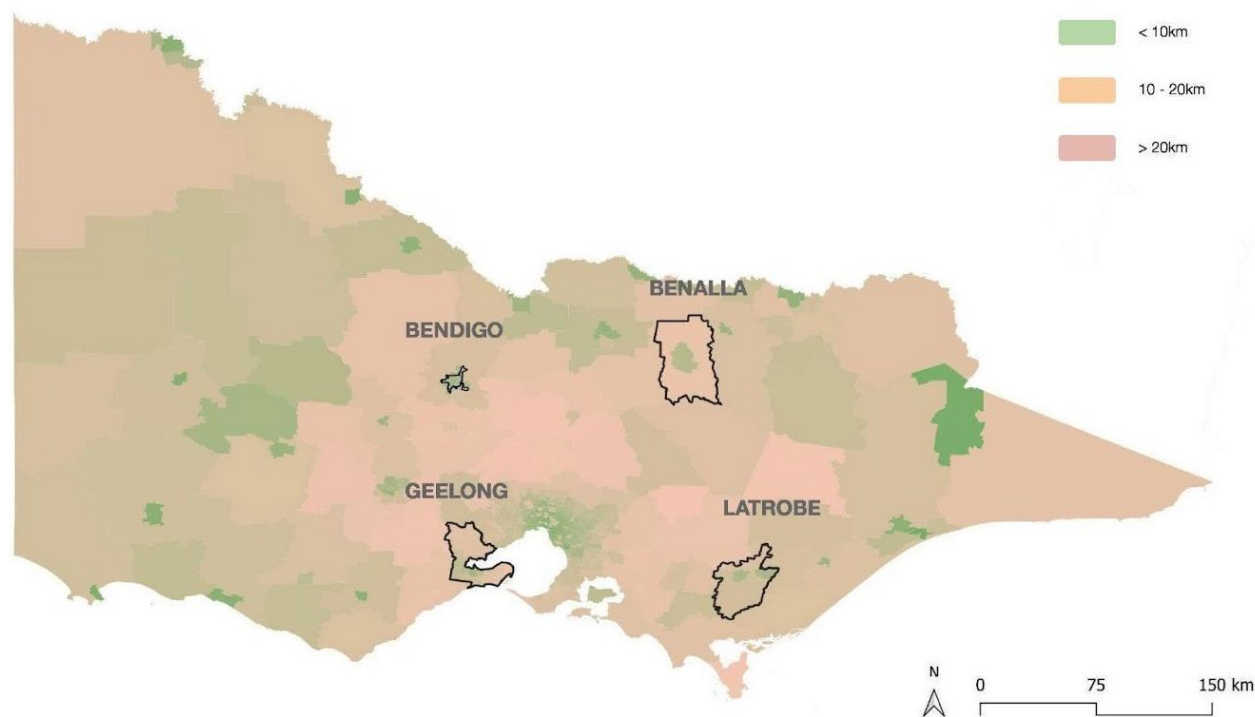 < 10km
10 - 20km
> 20km
BENALLA
BENDIGO
GEELONG
LATROBE
N
0 75 150 km